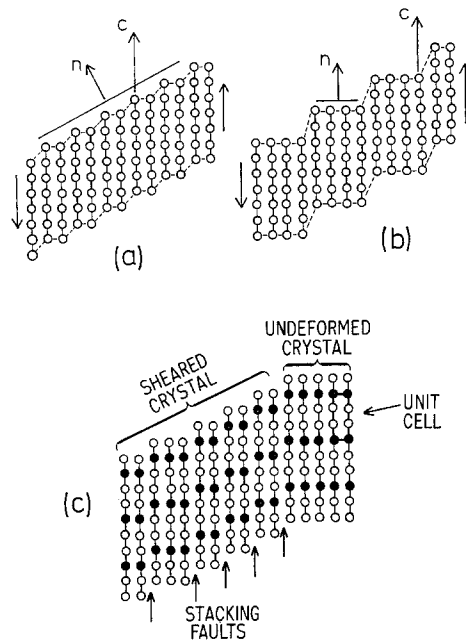 c
n
(a)
c
n
(b)
SHEARED
CRYSTAL
UNDEFORMED
CRYSTAL
UNIT
CELL
(c)
STACKING
FAULTS